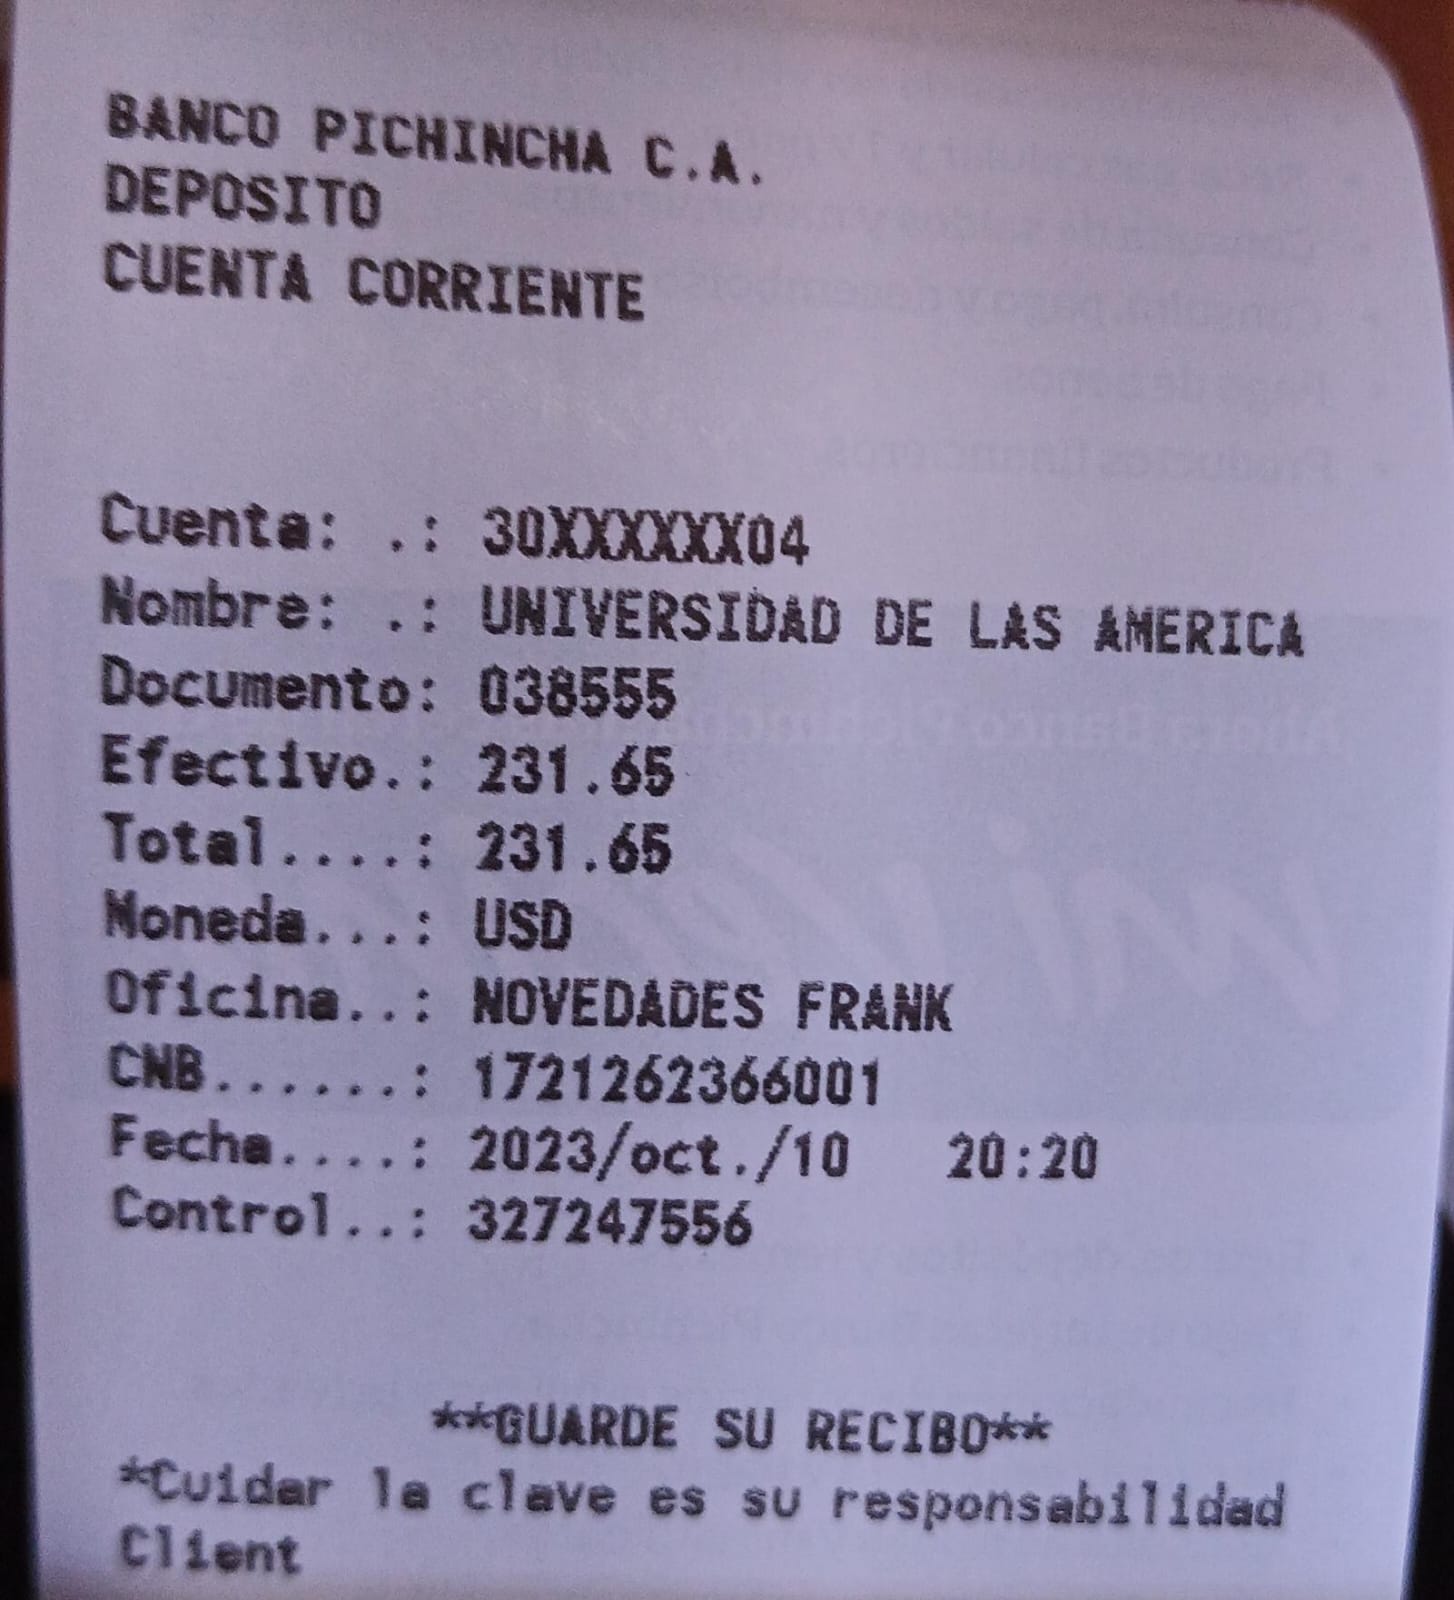 BANCO PICHINCHA C.A.
DEPOSITO
CUENTA CORRIENTE
Cuenta: .: 30XXXXXX04
Nombre: .: UNIVERSIDAD DE LAS AMERICA
Documento: 038555
Efectivo.: 231.65
Total....: 231.65
Moneda...: USD
Oficina..: NOVEDADES FRANK
CNB......: 1721262366001
Fecha....: 2023/oct./10 20:20
Control..: 327247556
**GUARDE SU RECIBO**
*Cuidar la clave es su responsabilidad
Client